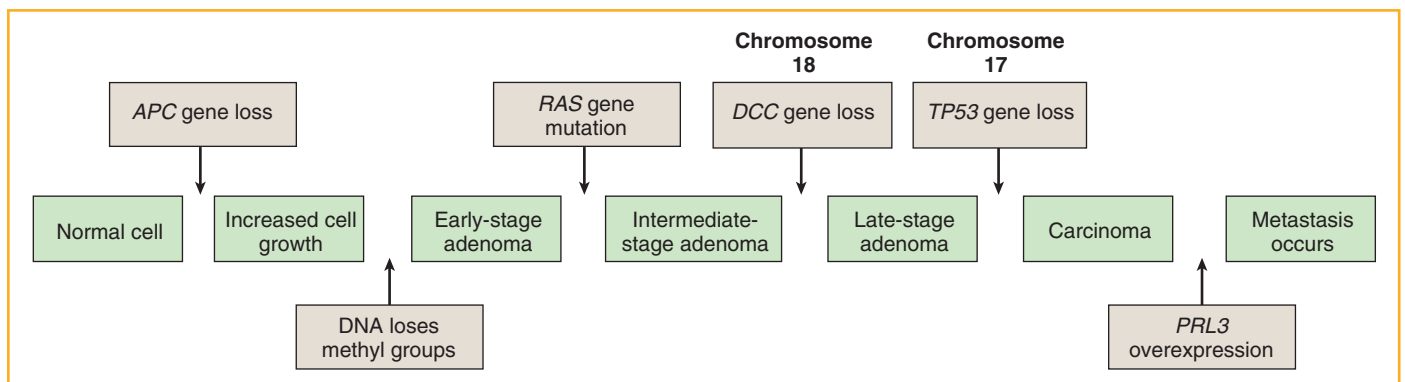 Chromosome
18
Chromosome
17
APC gene loss
RAS gene
mutation
DCC gene loss
TP53 gene loss
Normal cell
Increased cell
growth
Early-stage
adenoma
Intermediate-
stage adenoma
Late-stage
adenoma
Carcinoma
Metastasis
occurs
DNA loses
methyl groups
PRL3
overexpression